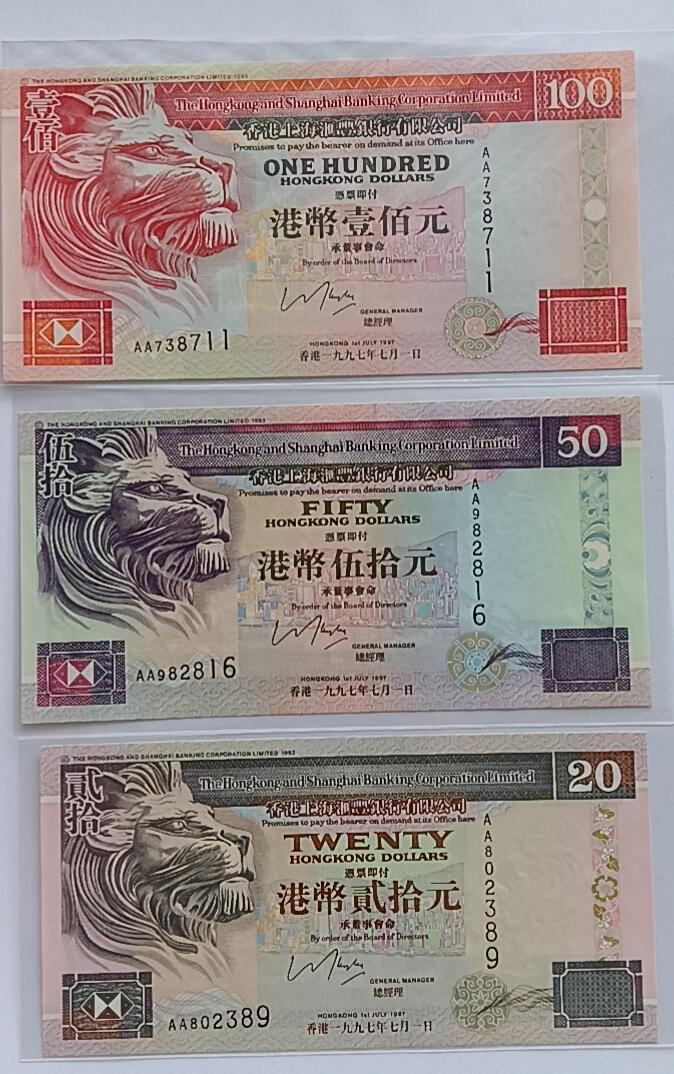 © THE HONGKONG AND SHANGHAI BANKING CORPORATION LIMITED 1993
壹佰
The Hongkong and Shanghai Banking Corporation Limited
100
香港上海滙豐銀行有限公司
Promises to pay the bearer on demand at its Office here
ONE HUNDRED
HONGKONG DOLLARS
憑票即付
港幣壹佰元
承董事會命
By order of the Board of Directors
AA738711
GENERAL MANAGER
總經理
AA738711
HONGKONG 1st JULY 1997
香港一九九七年七月一日
© THE HONGKONG AND SHANGHAI BANKING CORPORATION LIMITED 1993
伍拾
The Hongkong and Shanghai Banking Corporation Limited
50
香港上海滙豐銀行有限公司
Promises to pay the bearer on demand at its Office here
FIFTY
HONGKONG DOLLARS
憑票即付
港幣伍拾元
承董事會命
By order of the Board of Directors
AA982816
GENERAL MANAGER
總經理
AA982816
HONGKONG 1st JULY 1997
香港一九九七年七月一日
© THE HONGKONG AND SHANGHAI BANKING CORPORATION LIMITED 1993
貳拾
The Hongkong and Shanghai Banking Corporation Limited
20
香港上海滙豐銀行有限公司
Promises to pay the bearer on demand at its Office here
TWENTY
HONGKONG DOLLARS
憑票即付
港幣貳拾元
承董事會命
By order of the Board of Directors
AA802389
GENERAL MANAGER
總經理
AA802389
HONGKONG 1st JULY 1997
香港一九九七年七月一日